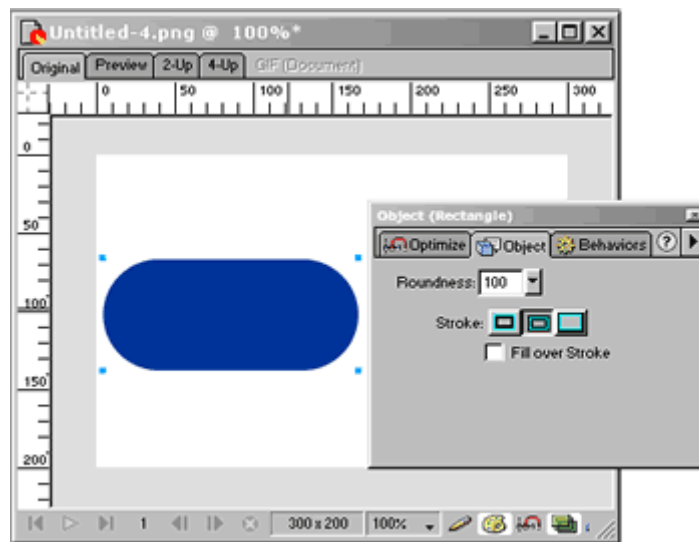 Untitled-4.png @ 100%*
Original Preview 2-Up 4-Up GIF (Document)
0 50 100 150 200 250 300
0
50
100
150
200
Object (Rectangle)
Optimize Object Behaviors ?
Roundness: 100
Stroke:
Fill over Stroke
1 300 x 200 100%